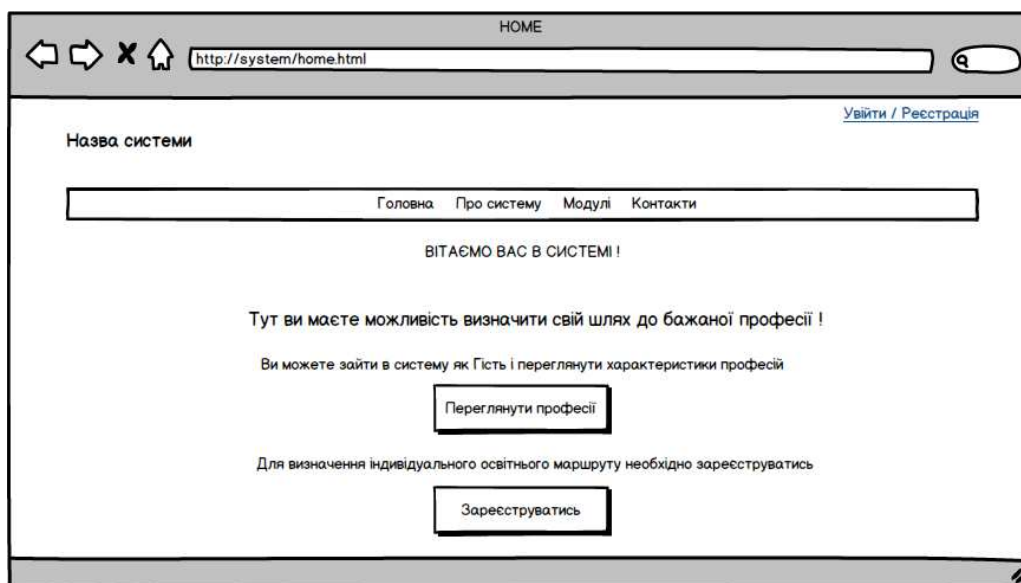 HOME
http://system/home.html
Увійти / Реєстрація
Назва системи
Головна Про систему Модулі Контакти
ВІТАЄМО ВАС В СИСТЕМІ !
Тут ви маєте можливість визначити свій шлях до бажаної професії !
Ви можете зайти в систему як Гість і переглянути характеристики професій
Переглянути професії
Для визначення індивідуального освітнього маршруту необхідно зареєструватись
Зареєструватись